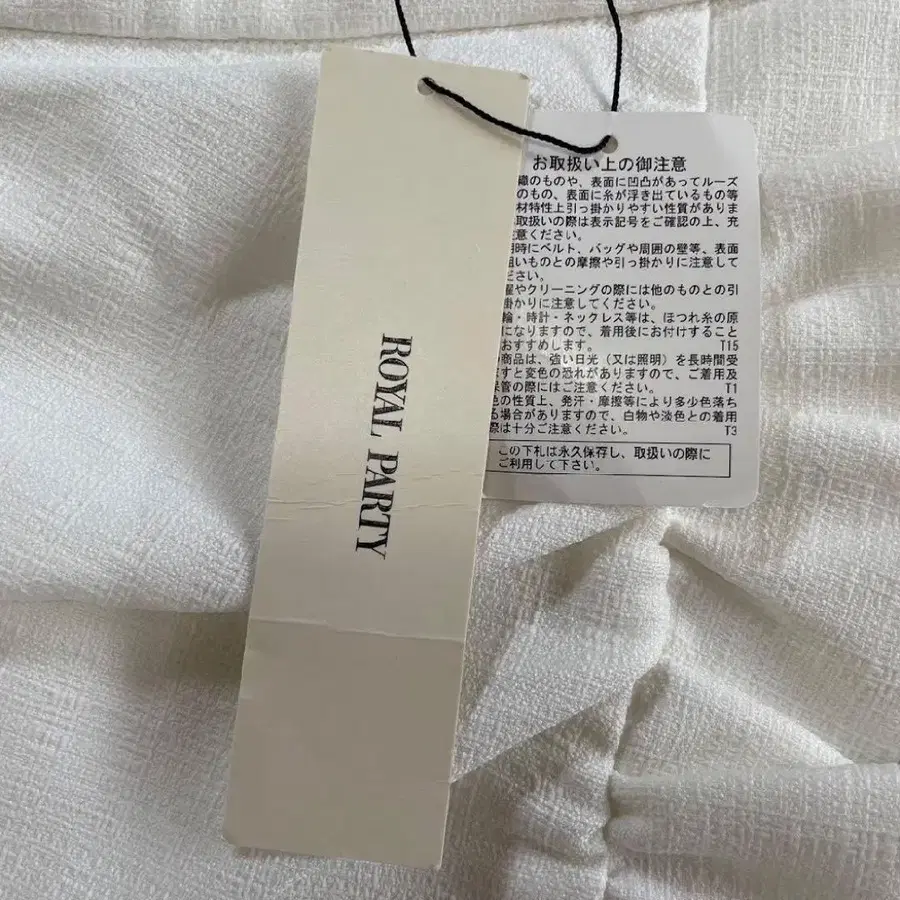 ROYAL PARTY
お取扱い上の御注意
織のものや、表面に凹凸があってルーズ
のもの、表面に糸が浮き出ているもの等
材特性上引っ掛かりやすい性質がありま
取扱いの際は表示記号をご確認の上、充
意ください。
用時にベルト、バッグや周囲の壁等、表面
粗いものとの摩擦や引っ掛かりに注意して
ださい。
濯やクリーニングの際には他のものとの引
掛かりに注意してください。
輪・時計・ネックレス等は、ほつれ糸の原
になりますので、着用後にお付けすること
おすすめします。 T15
商品は、強い日光（又は照明）を長時間受
ますと変色の恐れがありますので、ご着用及
保管の際にはご注意ください。 T1
色の性質上、発汗・摩擦等により多少色落ち
る場合がありますので、白物や淡色との着用
際は十分ご注意ください。 T3
この下札は永久保存し、取扱いの際に
ご利用して下さい。